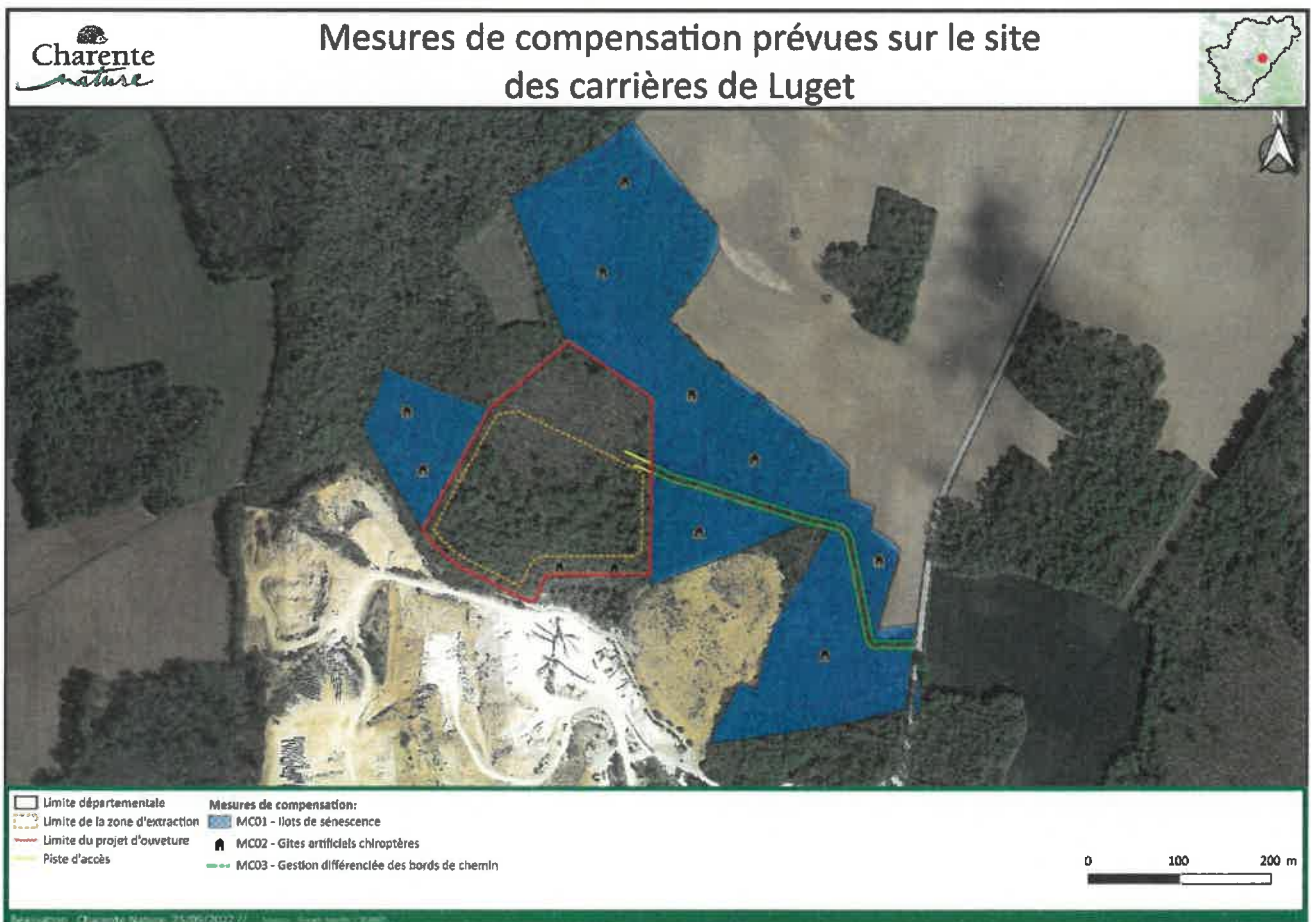 Charente
nature
Mesures de compensation prévues sur le site
des carrières de Luget
N
Limite départementale
Limite de la zone d'extraction
Limite du projet d'ouveture
Piste d'accès
Mesures de compensation:
MC01 - Ilots de sénescence
MC02 - Gites artificiels chiroptères
MC03 - Gestion différenciée des bords de chemin
0 100 200 m
Charente Nature